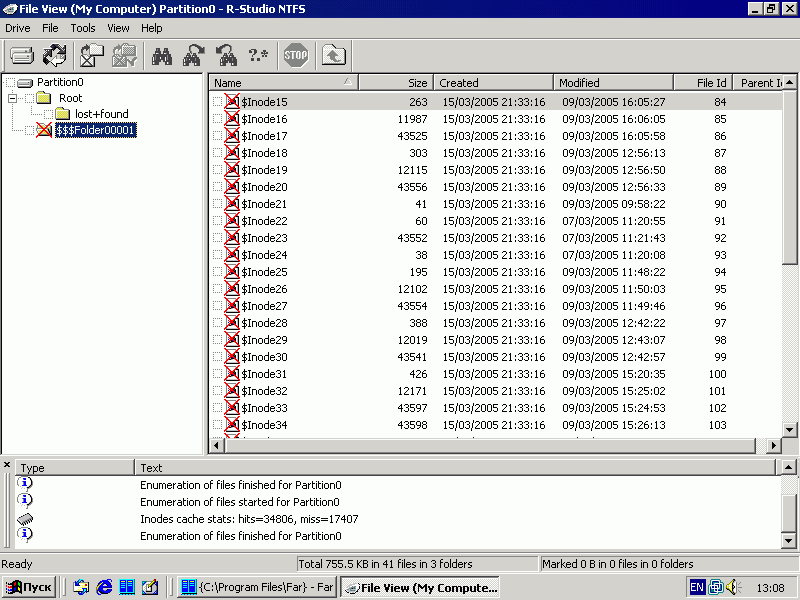 File View (My Computer) Partition0 - R-Studio NTFS
Drive File Tools View Help
?.* STOP
Partition0
Root
lost+found
$$$Folder00001
Name Size Created Modified File Id Parent I
$Inode15 263 15/03/2005 21:33:16 09/03/2005 16:05:27 84
$Inode16 11987 15/03/2005 21:33:16 09/03/2005 16:06:05 85
$Inode17 43525 15/03/2005 21:33:16 09/03/2005 16:05:58 86
$Inode18 303 15/03/2005 21:33:16 09/03/2005 12:56:13 87
$Inode19 12115 15/03/2005 21:33:16 09/03/2005 12:56:50 88
$Inode20 43556 15/03/2005 21:33:16 09/03/2005 12:56:33 89
$Inode21 41 15/03/2005 21:33:16 09/03/2005 09:58:22 90
$Inode22 60 15/03/2005 21:33:16 07/03/2005 11:20:55 91
$Inode23 43552 15/03/2005 21:33:16 07/03/2005 11:21:43 92
$Inode24 38 15/03/2005 21:33:16 07/03/2005 11:20:08 93
$Inode25 195 15/03/2005 21:33:16 09/03/2005 11:48:22 94
$Inode26 12102 15/03/2005 21:33:16 09/03/2005 11:50:03 95
$Inode27 43554 15/03/2005 21:33:16 09/03/2005 11:49:46 96
$Inode28 388 15/03/2005 21:33:16 09/03/2005 12:42:22 97
$Inode29 12019 15/03/2005 21:33:16 09/03/2005 12:43:07 98
$Inode30 43541 15/03/2005 21:33:16 09/03/2005 12:42:57 99
$Inode31 426 15/03/2005 21:33:16 09/03/2005 15:20:35 100
$Inode32 12171 15/03/2005 21:33:16 09/03/2005 15:25:02 101
$Inode33 43597 15/03/2005 21:33:16 09/03/2005 15:24:53 102
$Inode34 43598 15/03/2005 21:33:16 09/03/2005 15:26:13 103
Type Text
Enumeration of files finished for Partition0
Enumeration of files started for Partition0
Inodes cache stats: hits=34806, miss=17407
Enumeration of files finished for Partition0
Ready Total 755.5 KB in 41 files in 3 folders Marked 0 B in 0 files in 0 folders
Пуск {C:\Program Files\Far} - Far File View (My Compute... EN 13:08